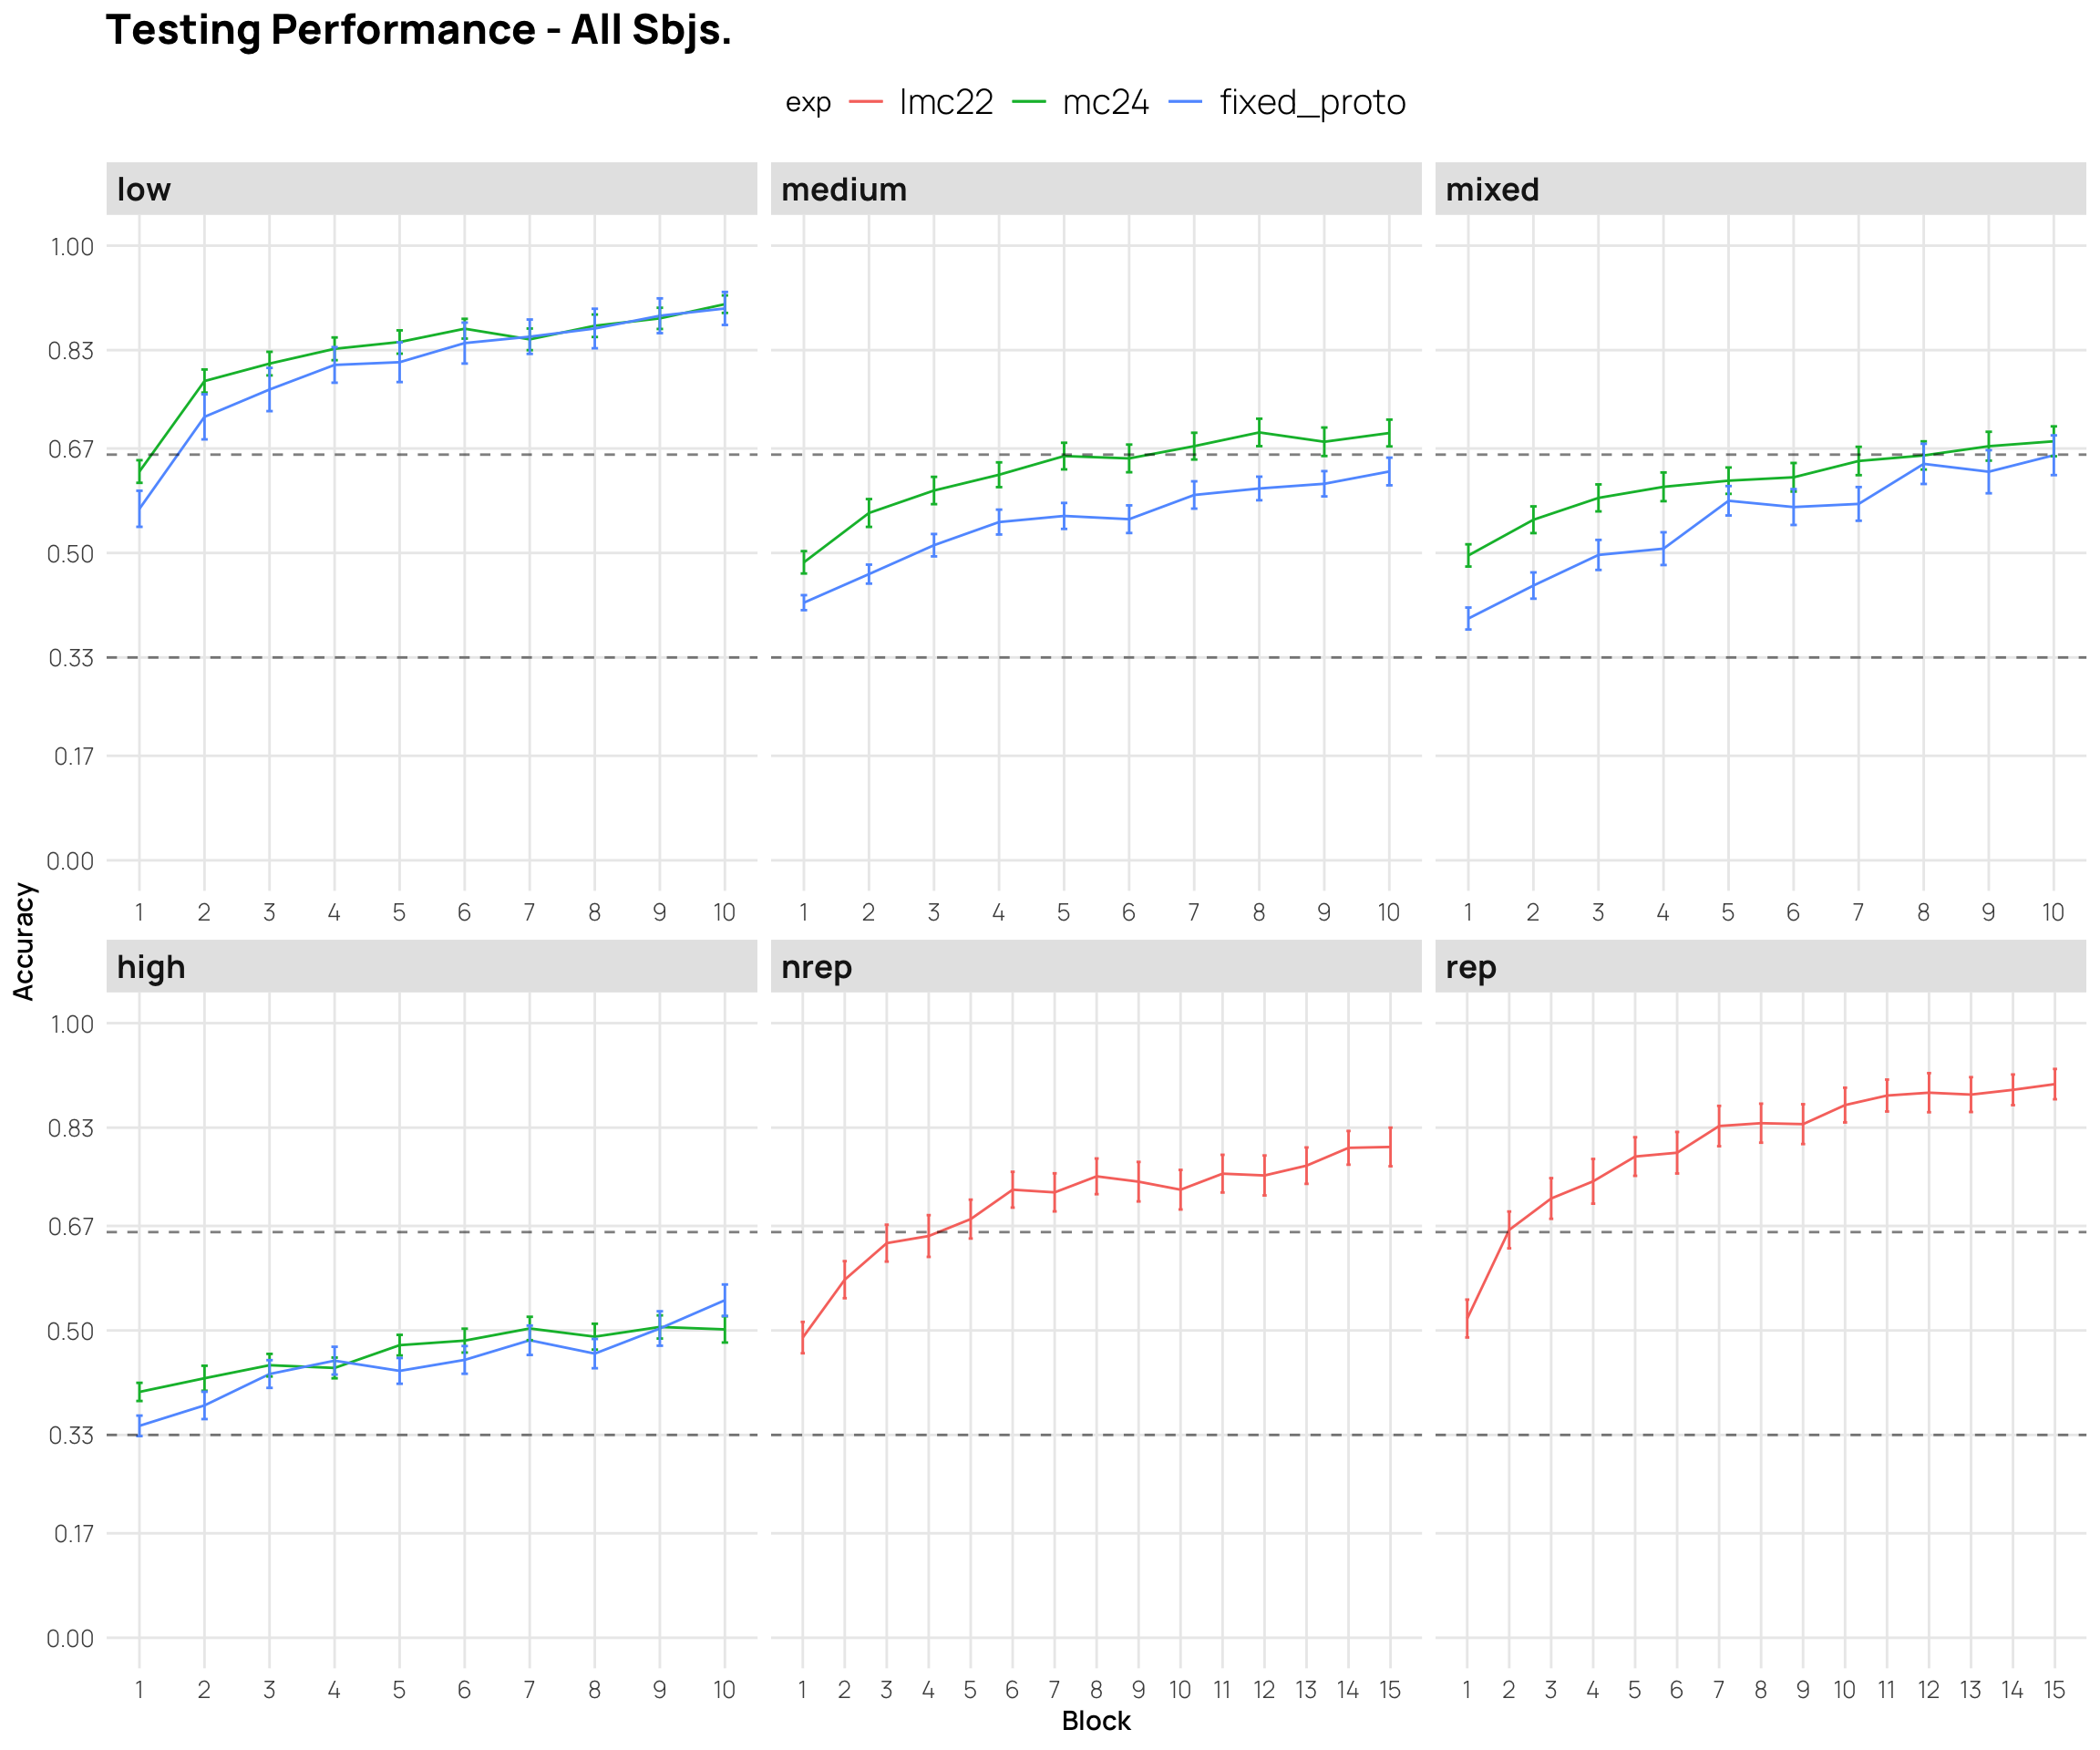 Testing Performance - All Sbjs.
exp lmc22 mc24 fixed_proto
low medium mixed
1.00
0.83
0.67
0.50
0.33
0.17
0.00
1 2 3 4 5 6 7 8 9 10 1 2 3 4 5 6 7 8 9 10 1 2 3 4 5 6 7 8 9 10
Accuracy
high nrep rep
1.00
0.83
0.67
0.50
0.33
0.17
0.00
1 2 3 4 5 6 7 8 9 10 1 2 3 4 5 6 7 8 9 10 11 12 13 14 15 1 2 3 4 5 6 7 8 9 10 11 12 13 14 15
Block